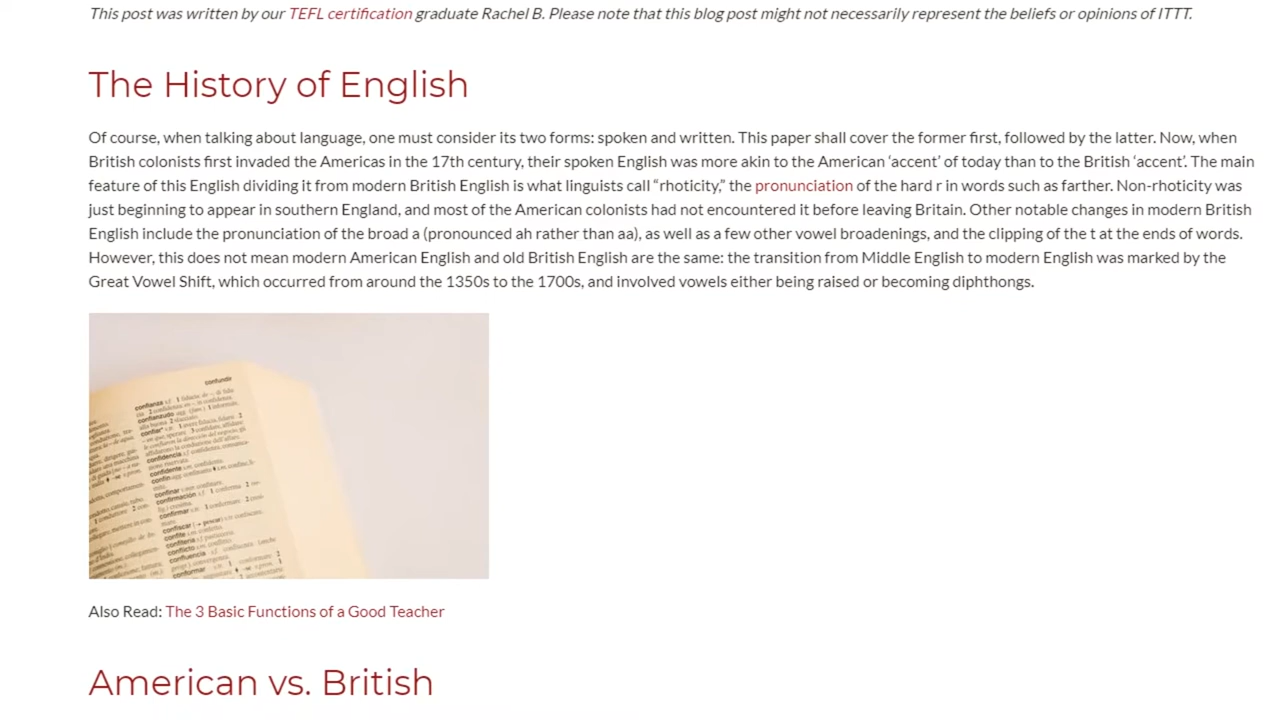 This post was written by our TEFL certification graduate Rachel B. Please note that this blog post might not necessarily represent the beliefs or opinions of ITTT.
The History of English
Of course, when talking about language, one must consider its two forms: spoken and written. This paper shall cover the former first, followed by the latter. Now, when
British colonists first invaded the Americas in the 17th century, their spoken English was more akin to the American ‘accent’ of today than to the British ‘accent’. The main
feature of this English dividing it from modern British English is what linguists call “rhoticity,” the pronunciation of the hard r in words such as farther. Non-rhoticity was
just beginning to appear in southern England, and most of the American colonists had not encountered it before leaving Britain. Other notable changes in modern British
English include the pronunciation of the broad a (pronounced ah rather than aa), as well as a few other vowel broadenings, and the clipping of the t at the ends of words.
However, this does not mean modern American English and old British English are the same: the transition from Middle English to modern English was marked by the
Great Vowel Shift, which occurred from around the 1350s to the 1700s, and involved vowels either being raised or becoming diphthongs.
confundir
confianza
confianzudo
confiar
confidencia
confidente
confín
confinar
confirmación
confirmar
confiscar
confite
confitería
conflicto
confluencia
conformar
Also Read: The 3 Basic Functions of a Good Teacher
American vs. British